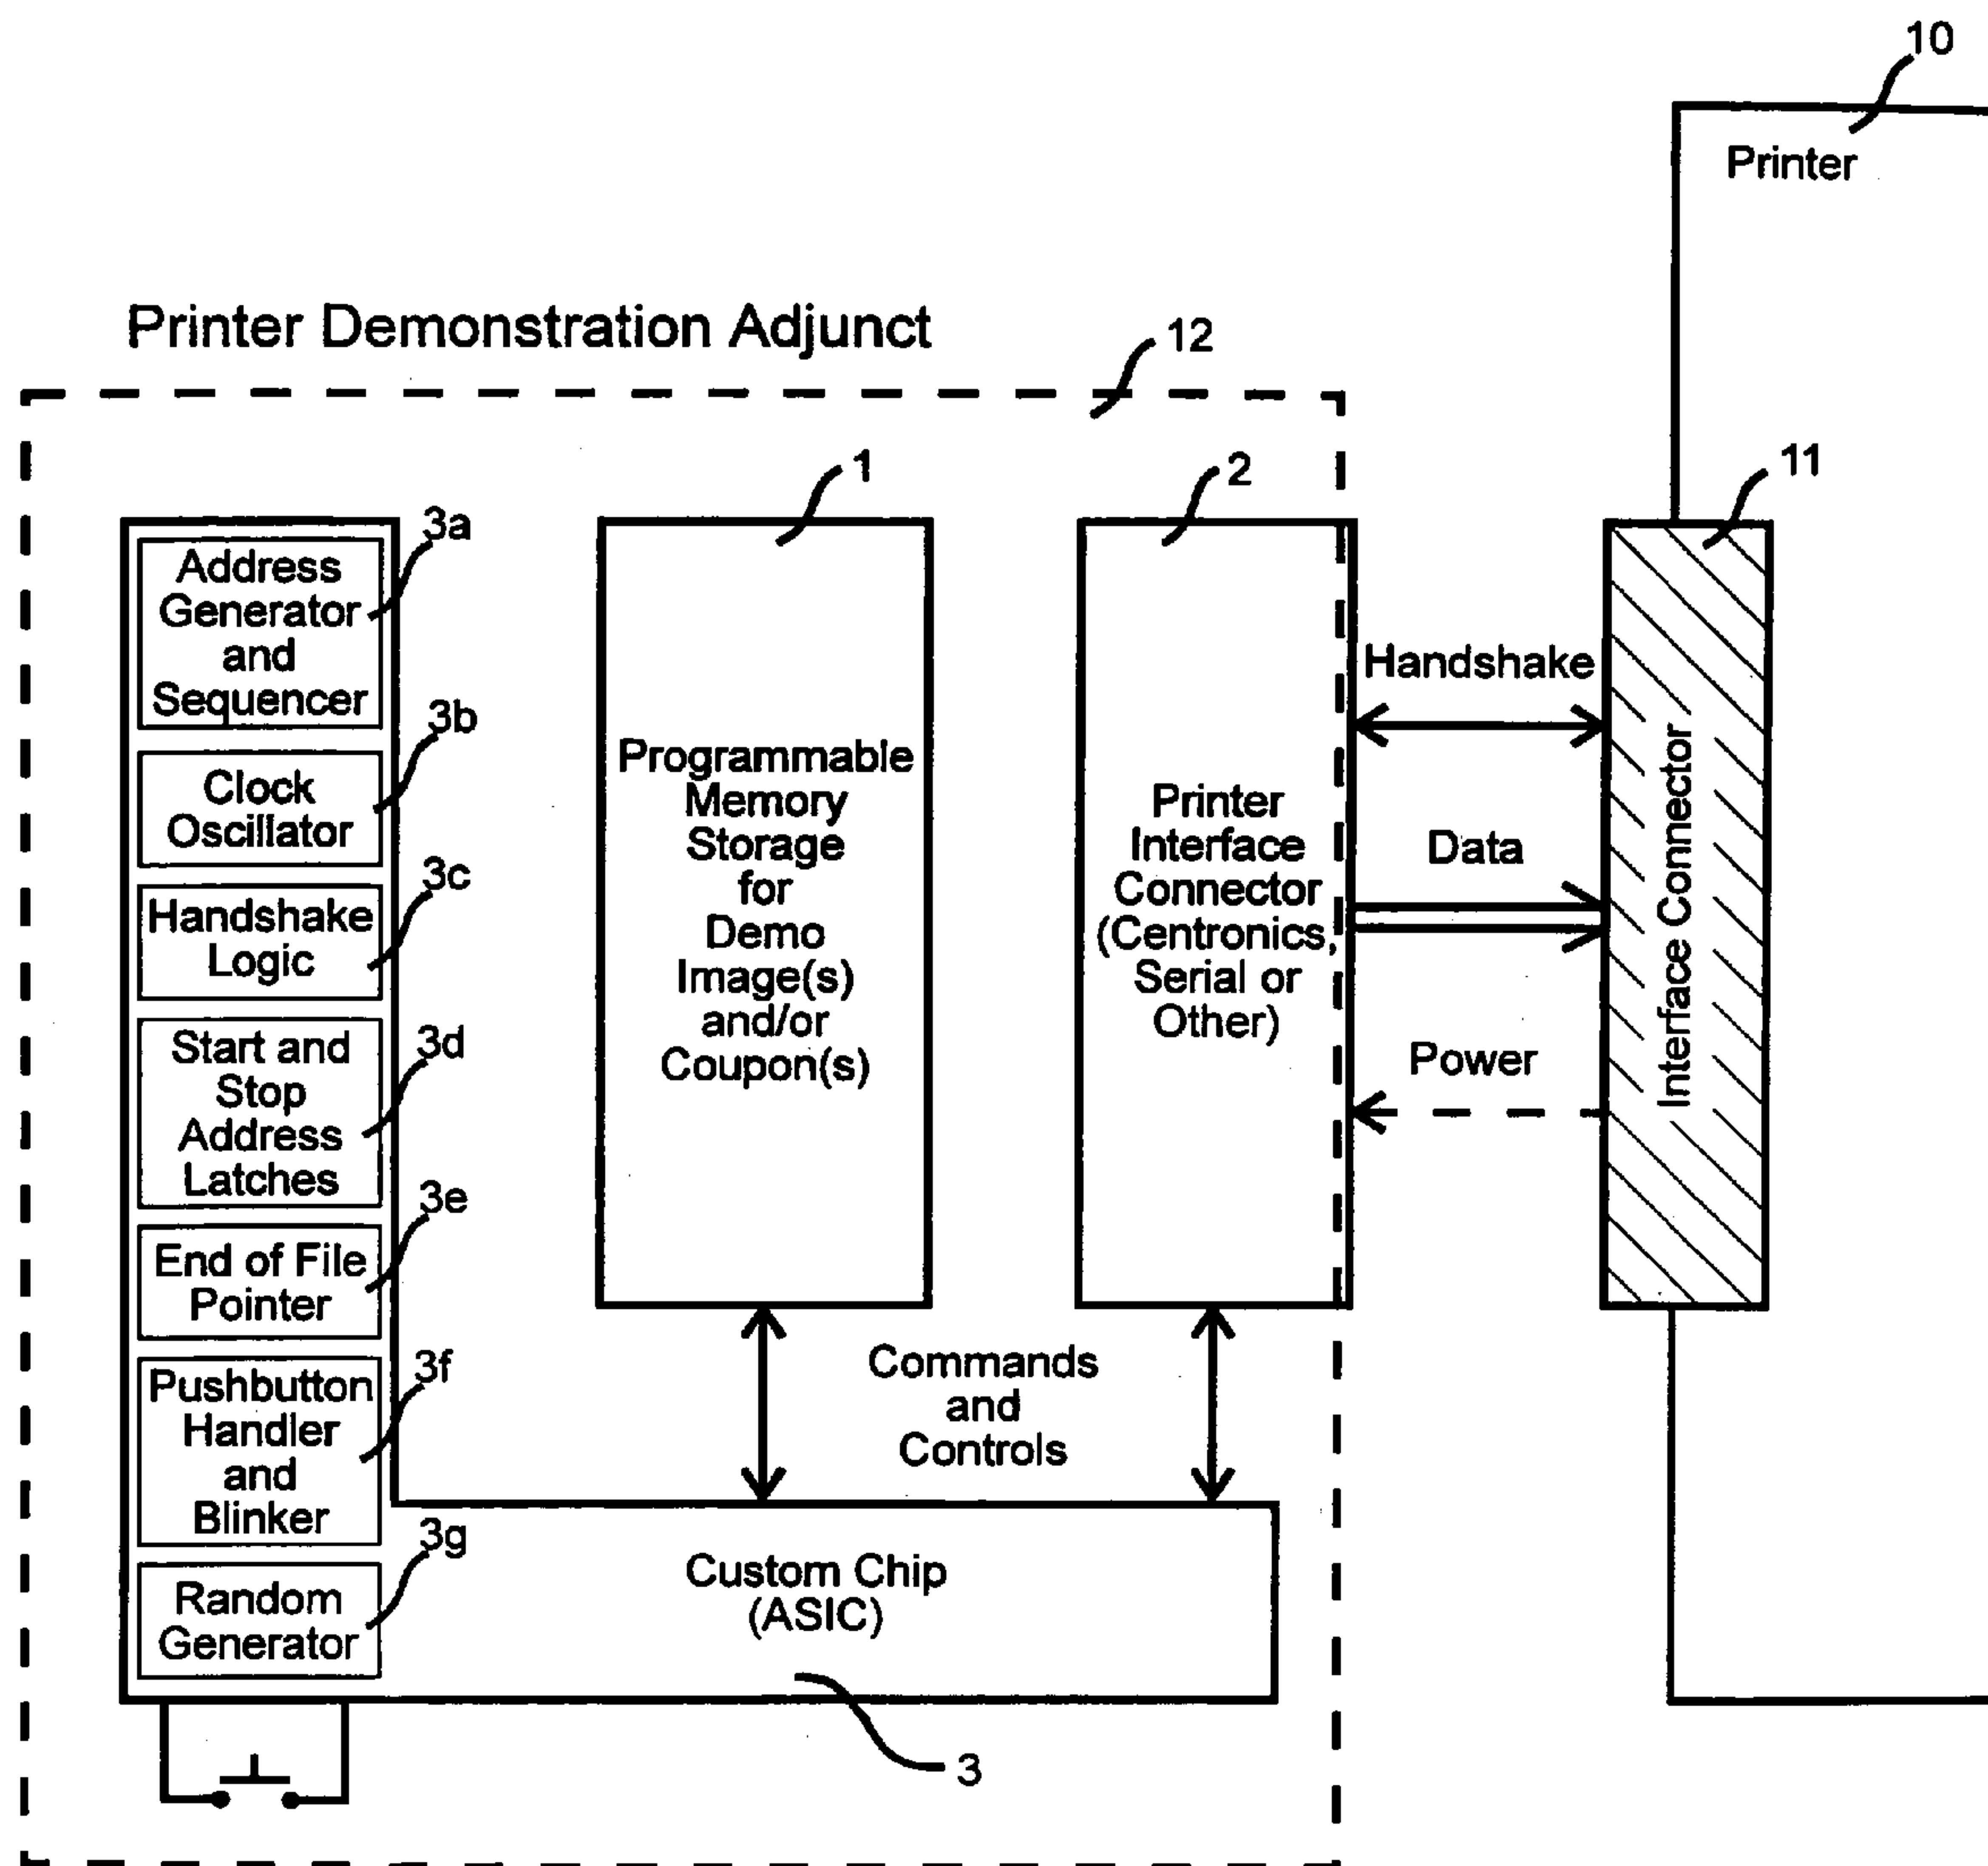 10
Printer
Printer Demonstration Adjunct
12
1
2
11
3a
Address
Generator
and
Sequencer
3b
Clock
Oscillator
3c
Handshake
Logic
3d
Start and
Stop
Address
Latches
3e
End of File
Pointer
3f
Pushbutton
Handler
and
Blinker
3g
Random
Generator
Programmable
Memory
Storage
for
Demo
Image(s)
and/or
Coupon(s)
Printer
Interface
Connector
(Centronics,
Serial or
Other)
Handshake
Data
Power
Interface Connector
Commands
and
Controls
Custom Chip
(ASIC)
3